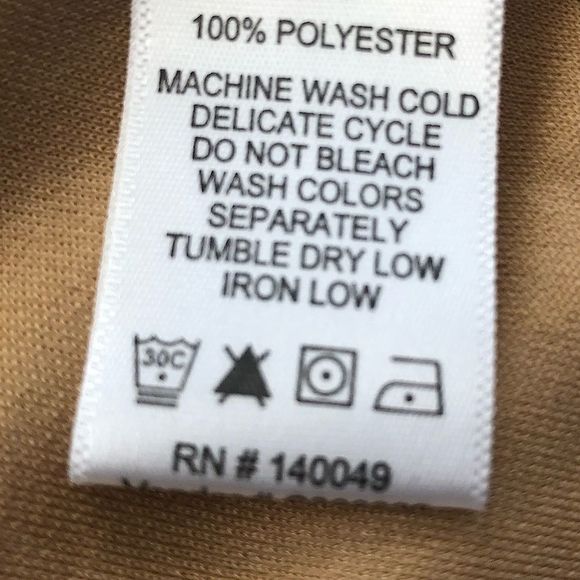 100% POLYESTER
MACHINE WASH COLD
DELICATE CYCLE
DO NOT BLEACH
WASH COLORS
SEPARATELY
TUMBLE DRY LOW
IRON LOW
30C
RN # 140049